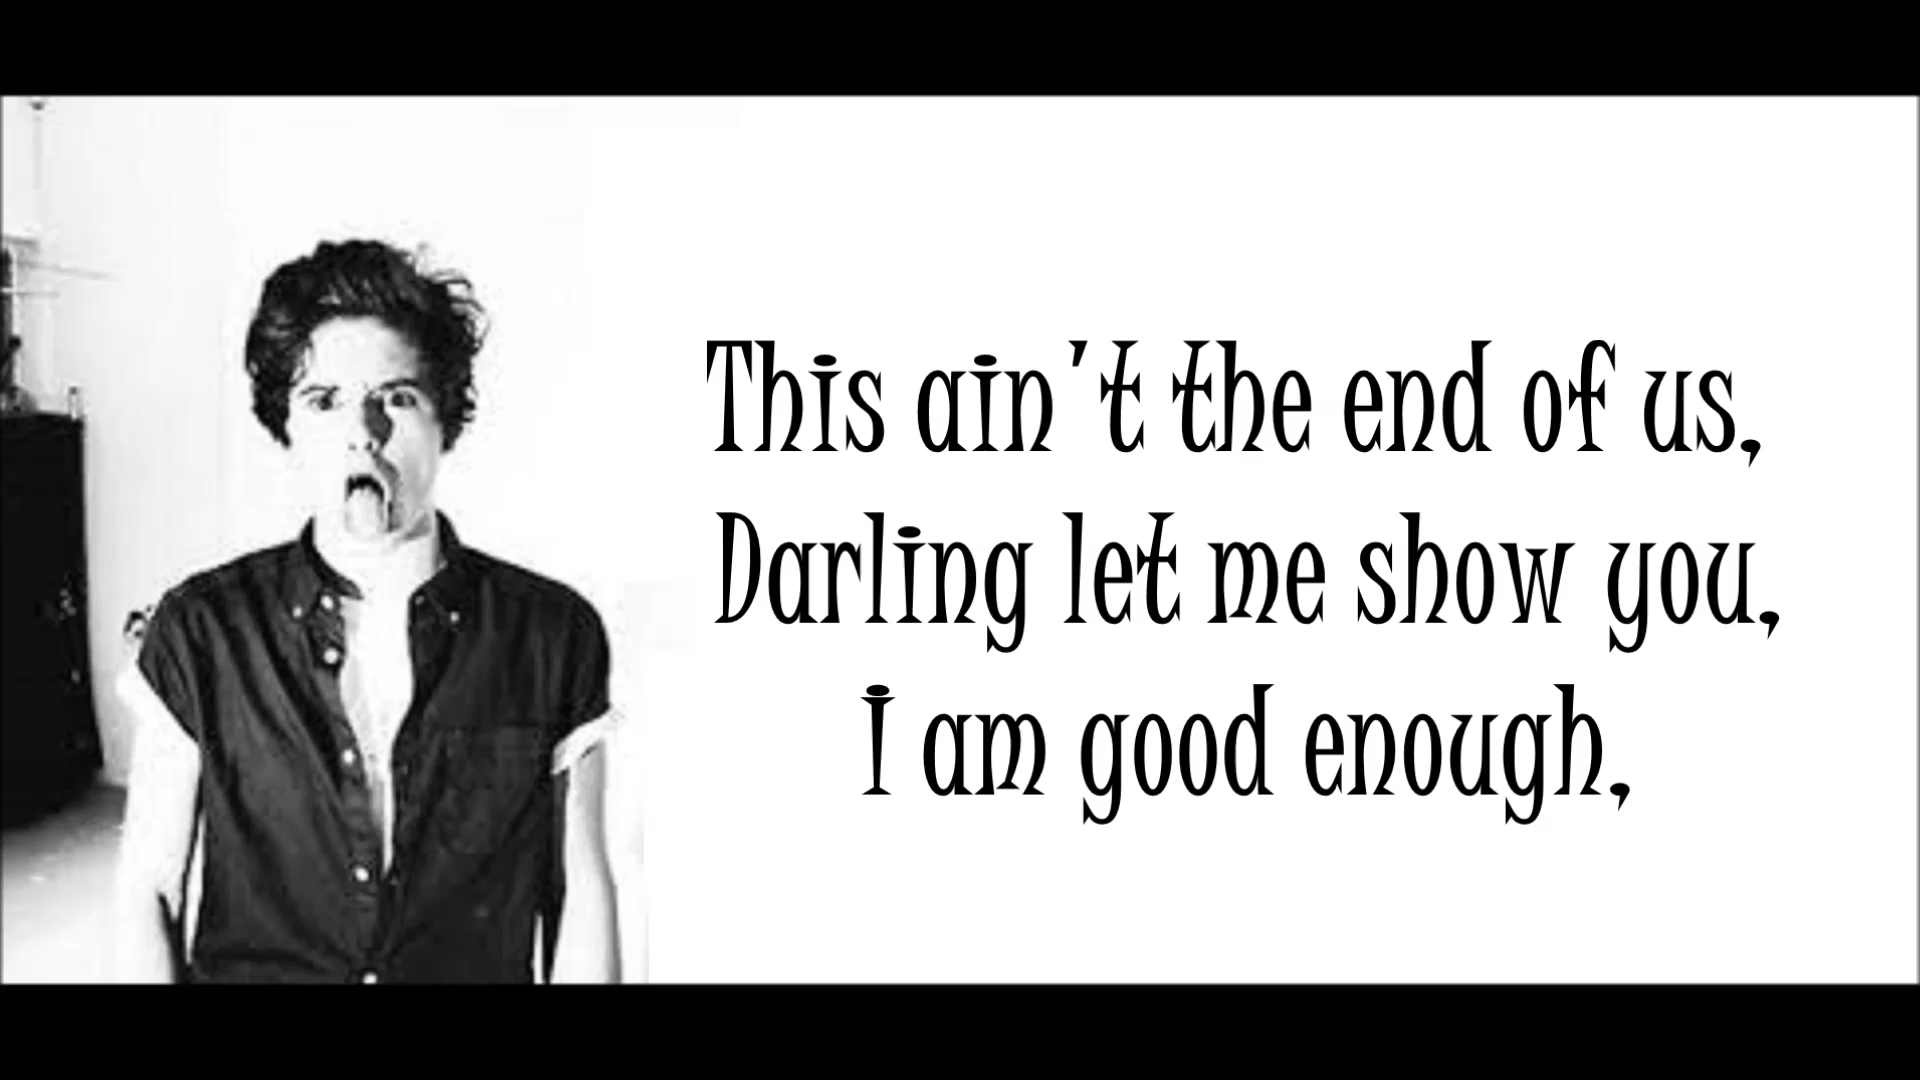 This ain't the end of us,
Darling let me show you,
I am good enough,